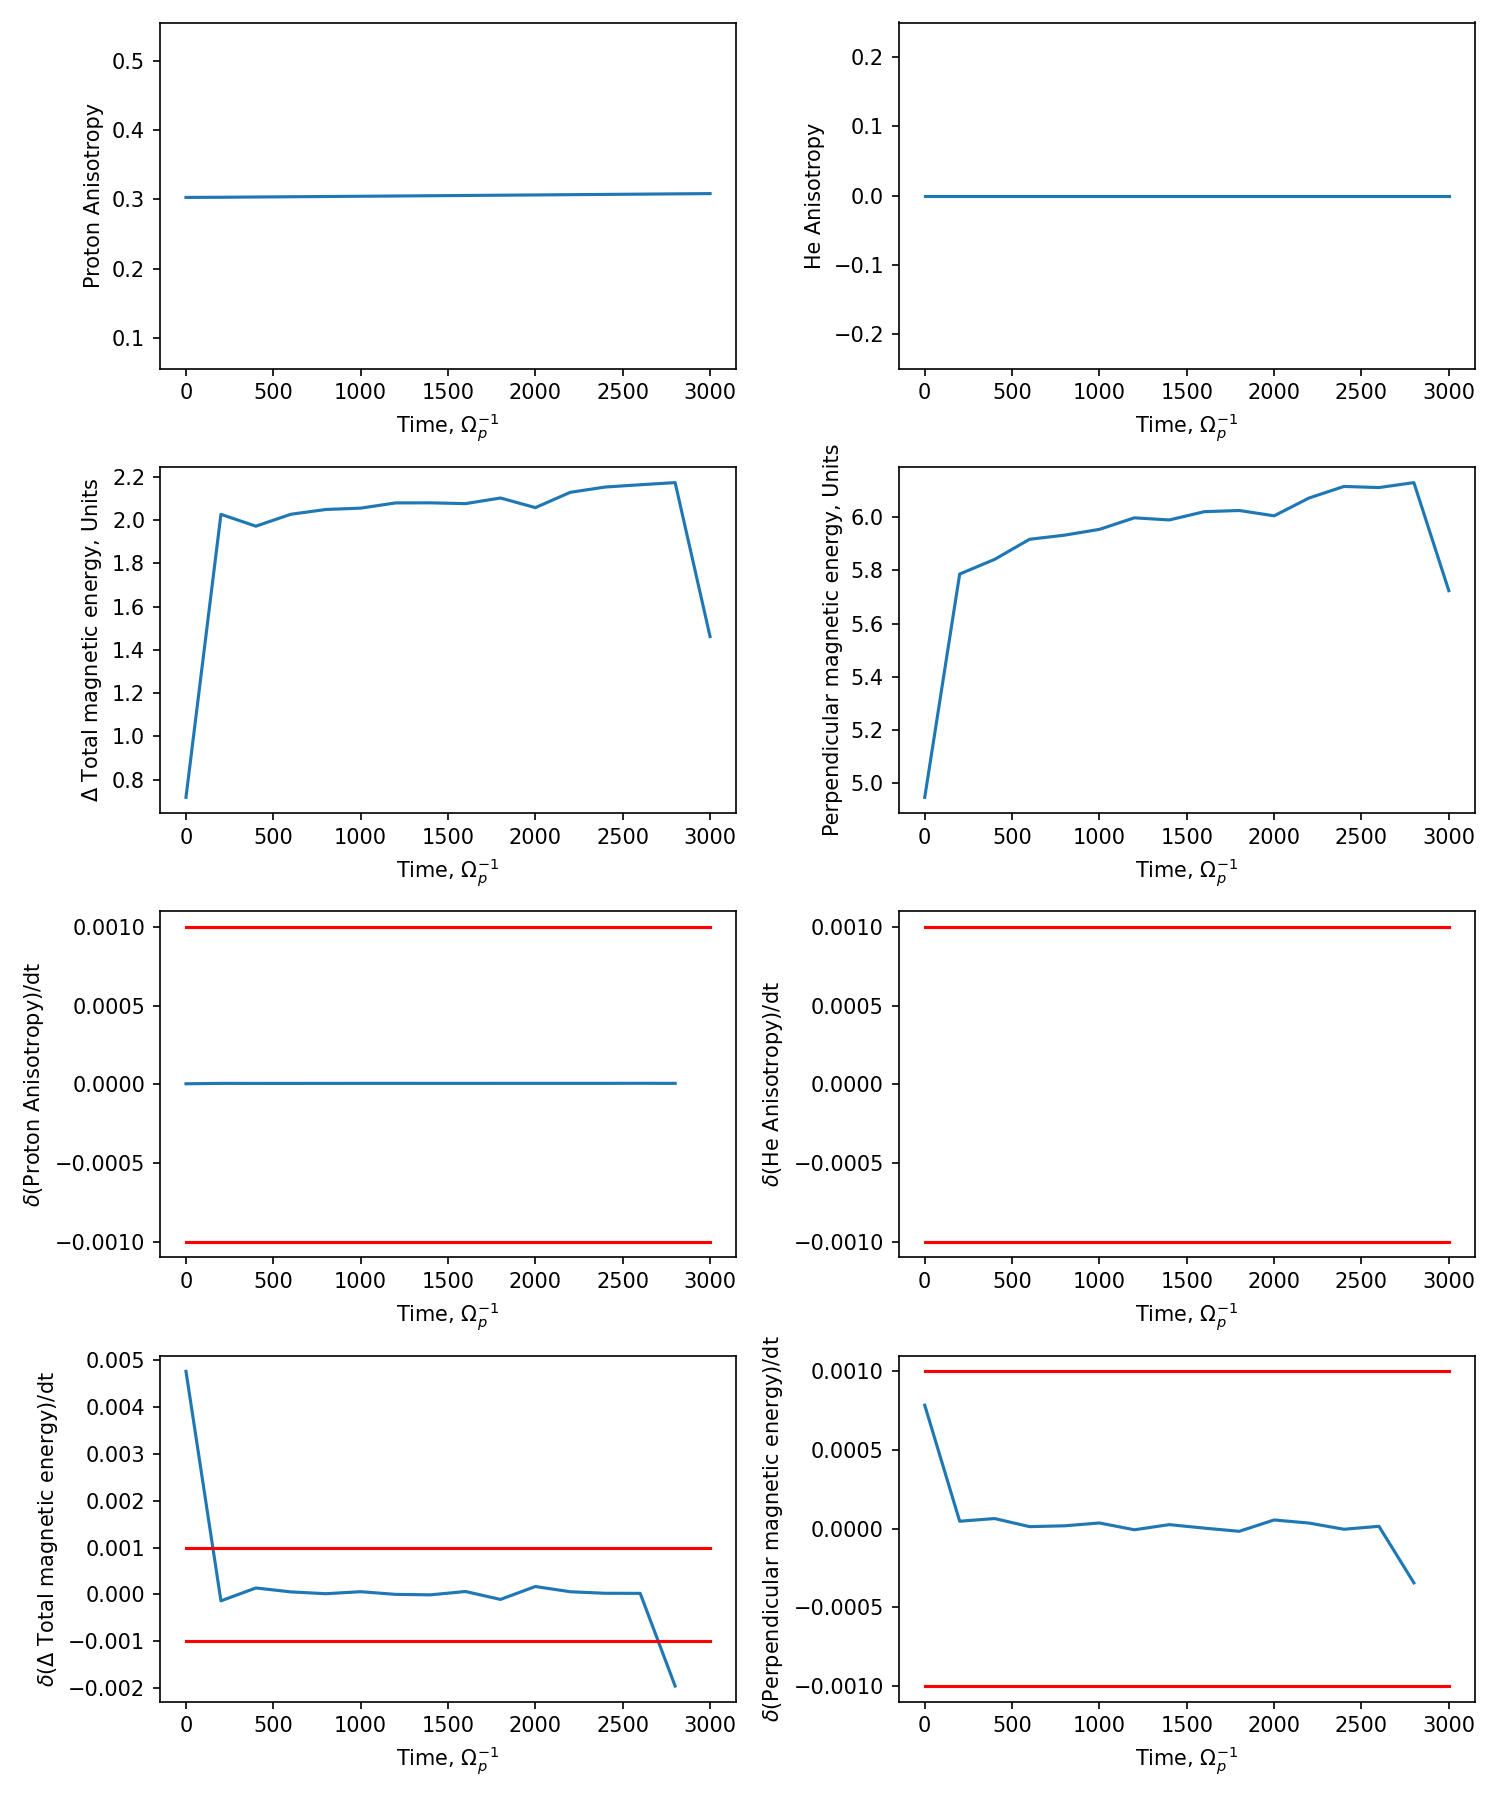 Proton Anisotropy
0.5
0.4
0.3
0.2
0.1
0 500 1000 1500 2000 2500 3000
Time, Ωₚ⁻¹
He Anisotropy
0.2
0.1
0.0
−0.1
−0.2
0 500 1000 1500 2000 2500 3000
Time, Ωₚ⁻¹
Δ Total magnetic energy, Units
2.2
2.0
1.8
1.6
1.4
1.2
1.0
0.8
0 500 1000 1500 2000 2500 3000
Time, Ωₚ⁻¹
Perpendicular magnetic energy, Units
6.0
5.8
5.6
5.4
5.2
5.0
0 500 1000 1500 2000 2500 3000
Time, Ωₚ⁻¹
δ(Proton Anisotropy)/dt
0.0010
0.0005
0.0000
−0.0005
−0.0010
0 500 1000 1500 2000 2500 3000
Time, Ωₚ⁻¹
δ(He Anisotropy)/dt
0.0010
0.0005
0.0000
−0.0005
−0.0010
0 500 1000 1500 2000 2500 3000
Time, Ωₚ⁻¹
δ(Δ Total magnetic energy)/dt
0.005
0.004
0.003
0.002
0.001
0.000
−0.001
−0.002
0 500 1000 1500 2000 2500 3000
Time, Ωₚ⁻¹
δ(Perpendicular magnetic energy)/dt
0.0010
0.0005
0.0000
−0.0005
−0.0010
0 500 1000 1500 2000 2500 3000
Time, Ωₚ⁻¹